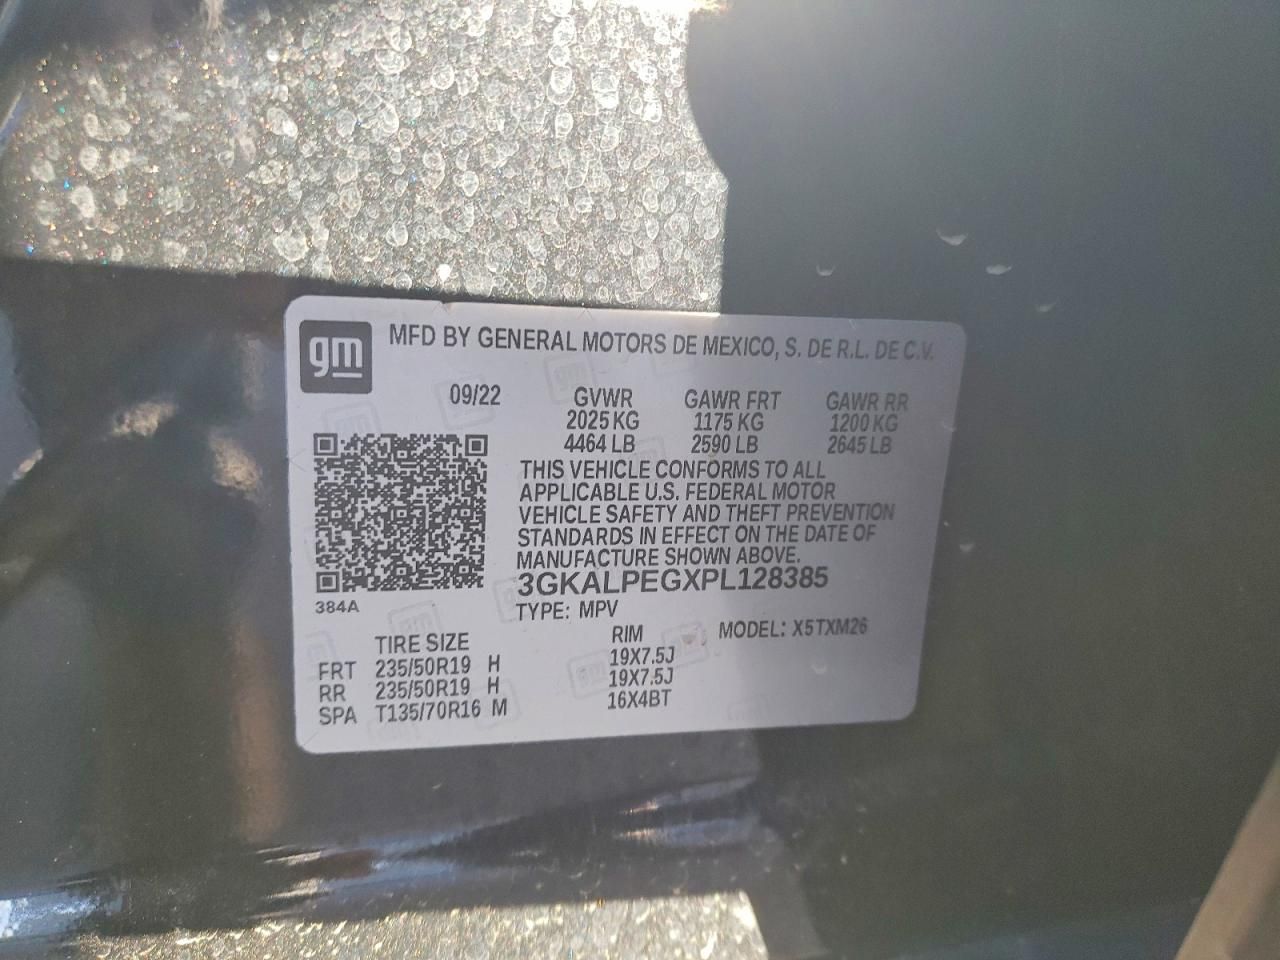 gm
MFD BY GENERAL MOTORS DE MEXICO, S. DE R.L. DE C.V.
09/22 GVWR GAWR FRT GAWR RR
2025 KG 1175 KG 1200 KG
4464 LB 2590 LB 2645 LB
THIS VEHICLE CONFORMS TO ALL
APPLICABLE U.S. FEDERAL MOTOR
VEHICLE SAFETY AND THEFT PREVENTION
STANDARDS IN EFFECT ON THE DATE OF
MANUFACTURE SHOWN ABOVE.
3GKALPEGXPL128385
384A
TYPE: MPV
TIRE SIZE RIM MODEL: X5TXM26
FRT 235/50R19 H 19X7.5J
RR 235/50R19 H 19X7.5J
SPA T135/70R16 M 16X4BT